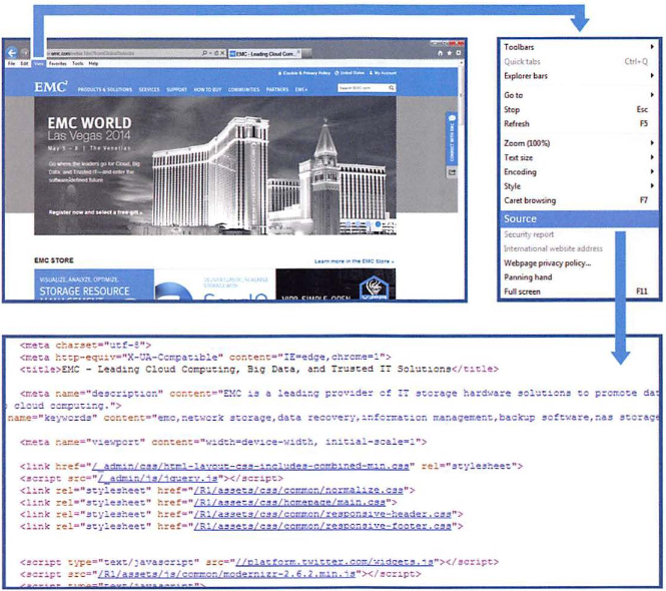 EMC - Leading Cloud Com...
File Edit View Favorites Tools Help
Cookie & Privacy Policy United States My Account
EMC² PRODUCTS & SOLUTIONS SERVICES SUPPORT HOW TO BUY COMMUNITIES PARTNERS EMC+ Search EMC.com
EMC WORLD
Las Vegas 2014
May 5 - 8 | The Venetian
Go where the leaders go for Cloud, Big
Data, and Trusted IT—and enter the
software-defined future
Register now and select a free gift
CONNECT WITH EMC
EMC STORE
Learn more in the EMC Store
VISUALIZE, ANALYZE, OPTIMIZE.
STORAGE RESOURCE
MANAGEMENT
Toolbars
Quick tabs Ctrl+Q
Explorer bars
Go to
Stop Esc
Refresh F5
Zoom (100%)
Text size
Encoding
Style
Caret browsing F7
Source
Security report
International website address
Webpage privacy policy...
Panning hand
Full screen F11
<meta charset="utf-8">
<meta http-equiv="X-UA-Compatible" content="IE=edge,chrome=1">
<title>EMC - Leading Cloud Computing, Big Data, and Trusted IT Solutions</title>
<meta name="description" content="EMC is a leading provider of IT storage hardware solutions to promote dat
cloud computing.">
name="keywords" content="emc,network storage,data recovery,information management,backup software,nas storage
<meta name="viewport" content="width=device-width, initial-scale=1">
<link href="/_admin/css/html-layout-css-includes-combined-min.css" rel="stylesheet">
<script src="/_admin/js/jquery.js"></script>
<link rel="stylesheet" href="/R1/assets/css/common/normalize.css">
<link rel="stylesheet" href="/R1/assets/css/homepage/main.css">
<link rel="stylesheet" href="/R1/assets/css/common/responsive-header.css">
<link rel="stylesheet" href="/R1/assets/css/common/responsive-footer.css">
<script type="text/javascript" src="//platform.twitter.com/widgets.js"></script>
<script src="/R1/assets/js/common/modernizr-2.6.2.min.js"></script>
<script type="text/javascript">